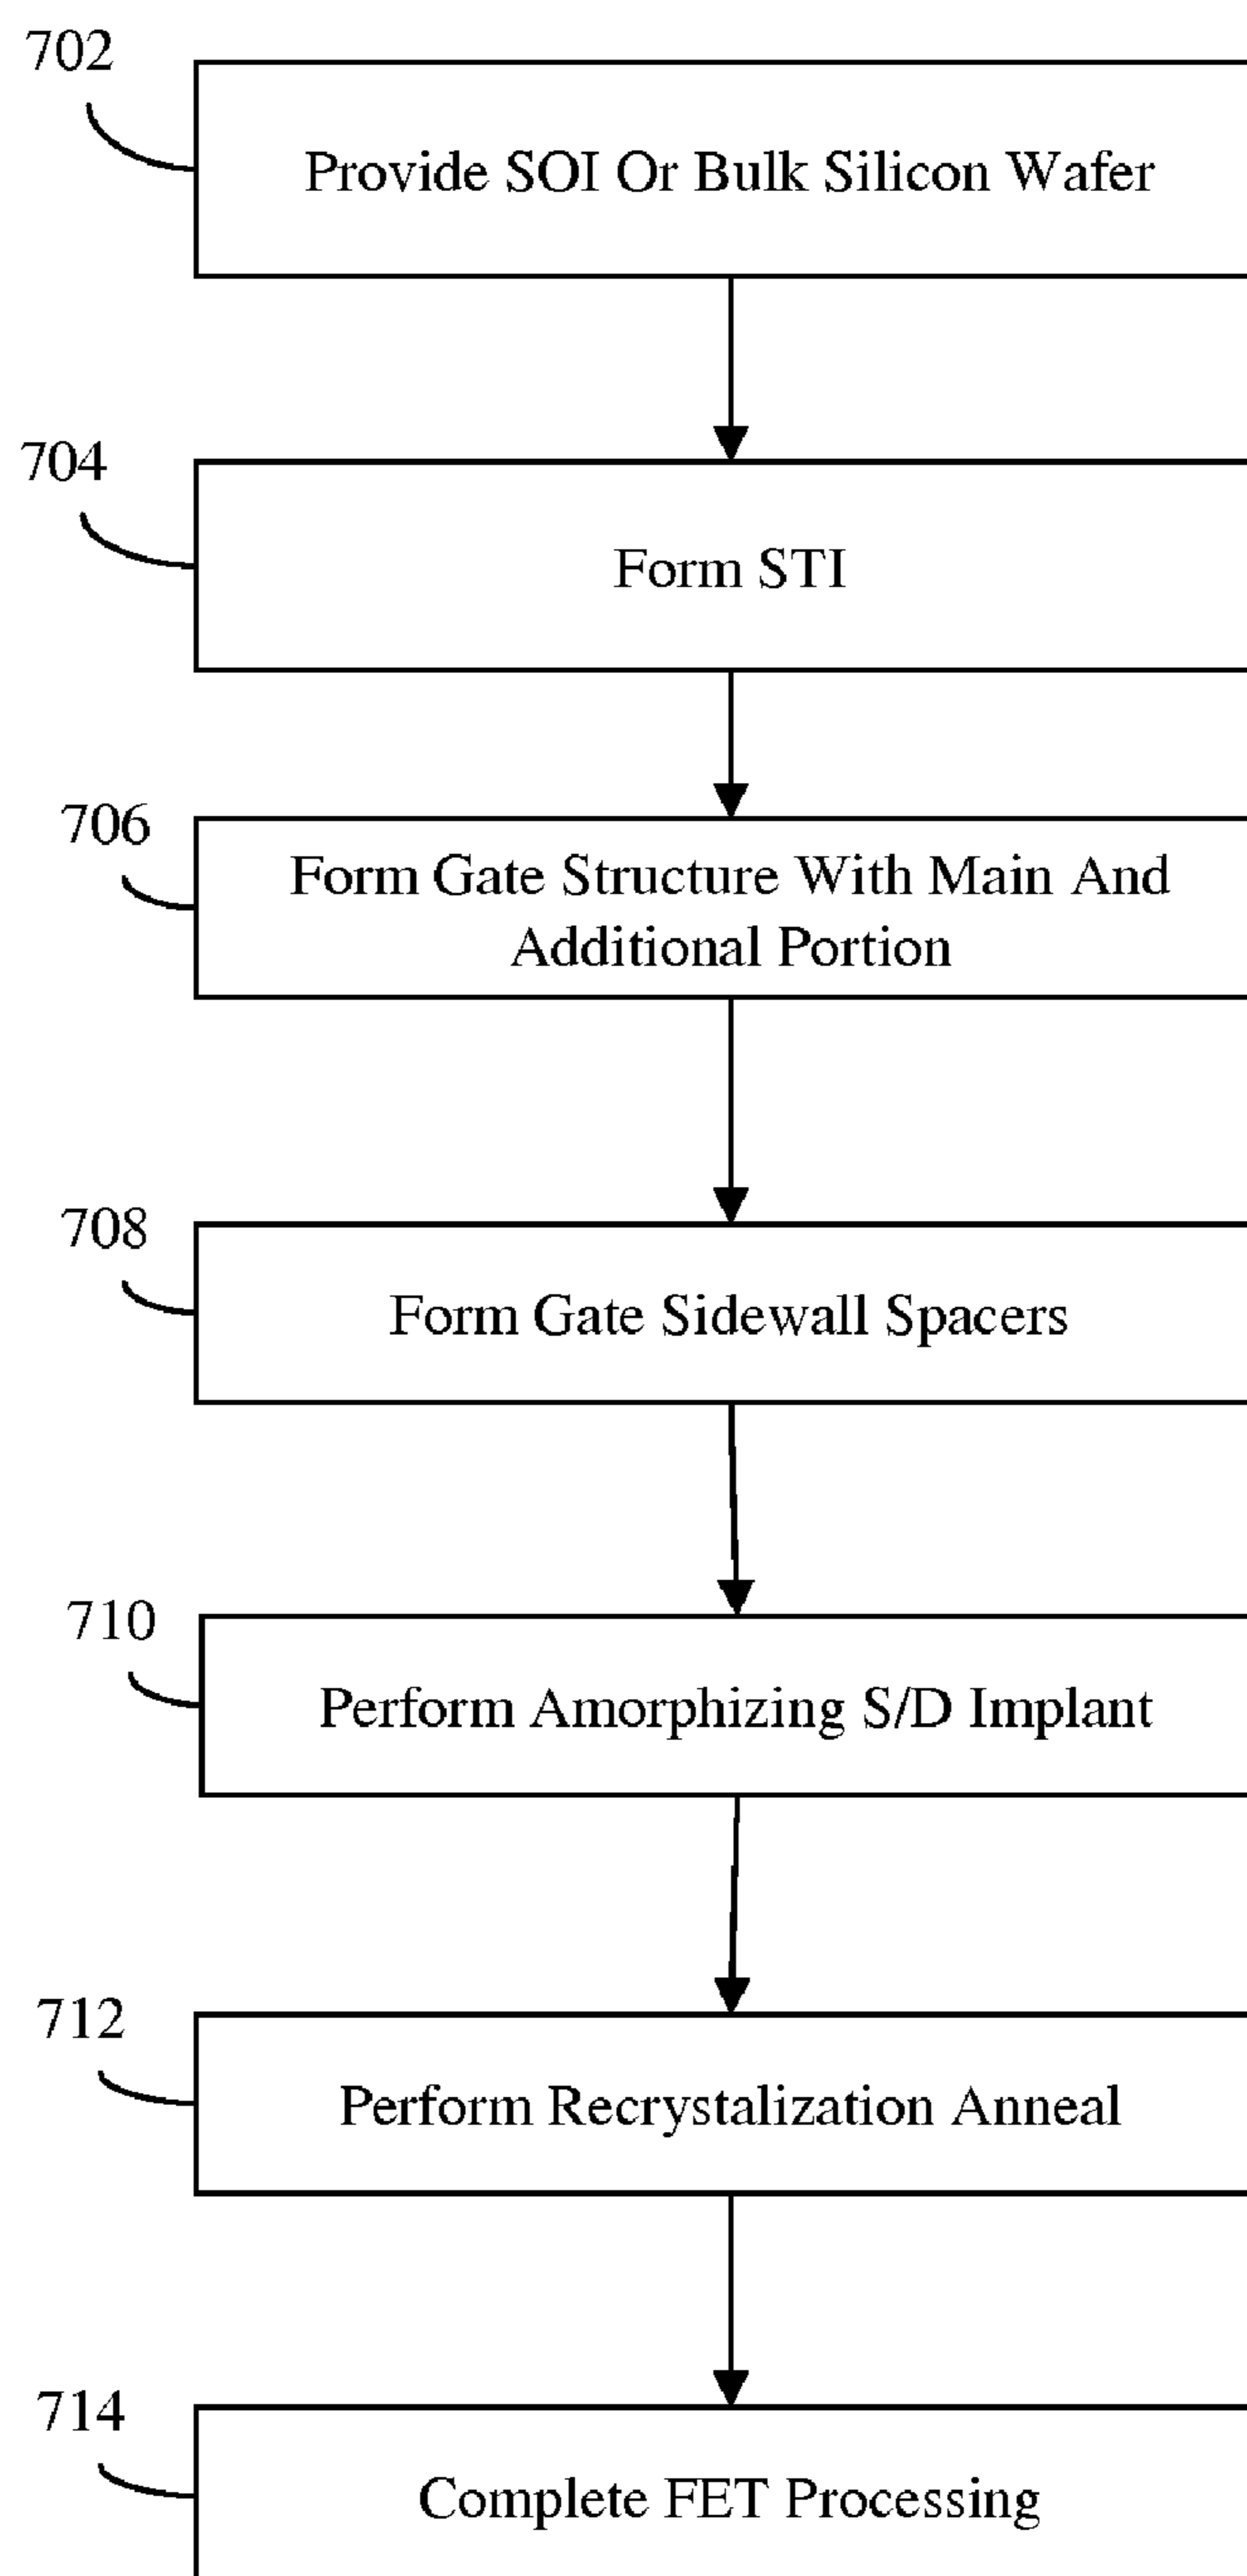 702
Provide SOI Or Bulk Silicon Wafer
704
Form STI
706
Form Gate Structure With Main And
Additional Portion
708
Form Gate Sidewall Spacers
710
Perform Amorphizing S/D Implant
712
Perform Recrystalization Anneal
714
Complete FET Processing